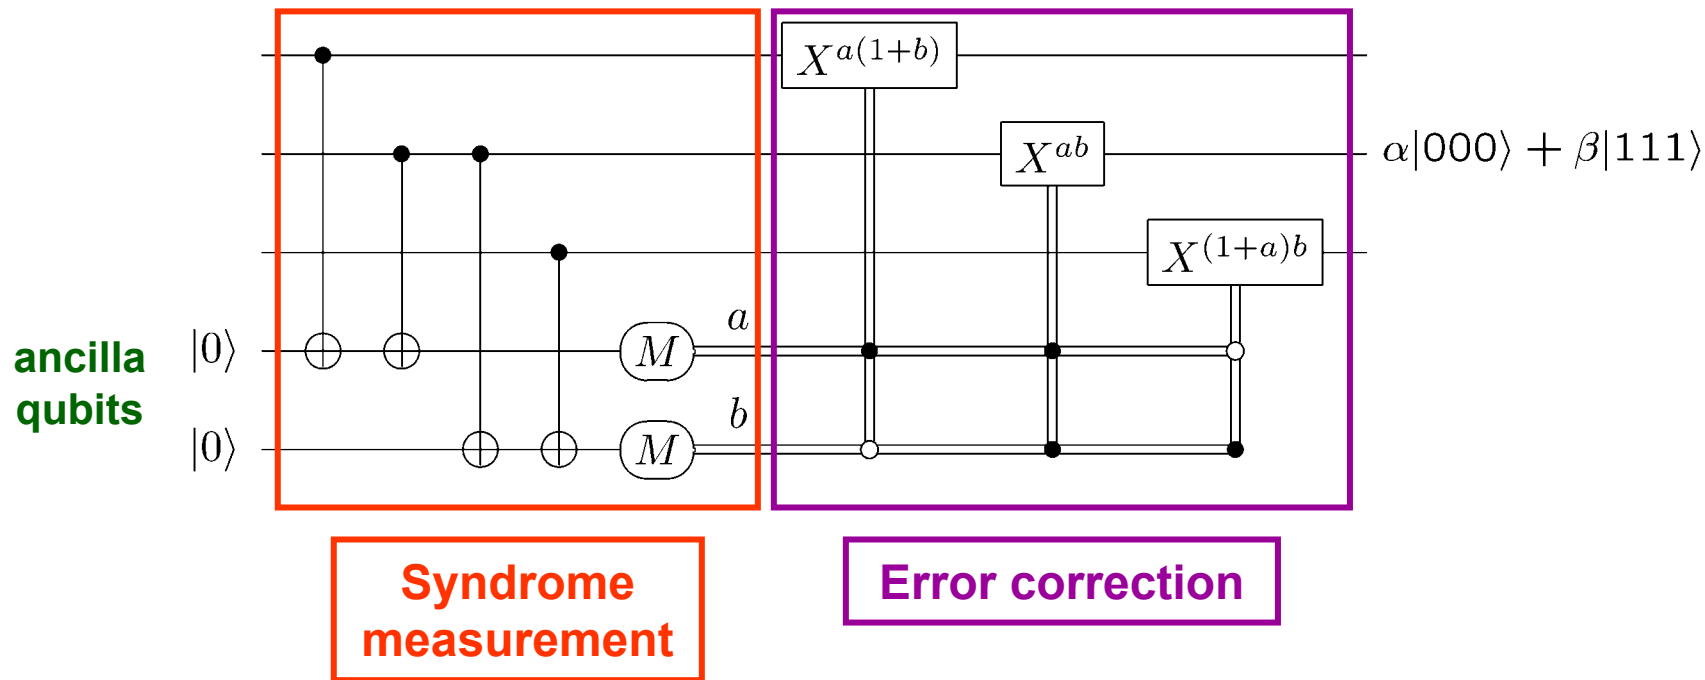 X^{a(1+b)}
X^{ab}
α|000⟩ + β|111⟩
X^{(1+a)b}
ancilla
qubits
|0⟩
M
a
|0⟩
M
b
Syndrome
measurement
Error correction